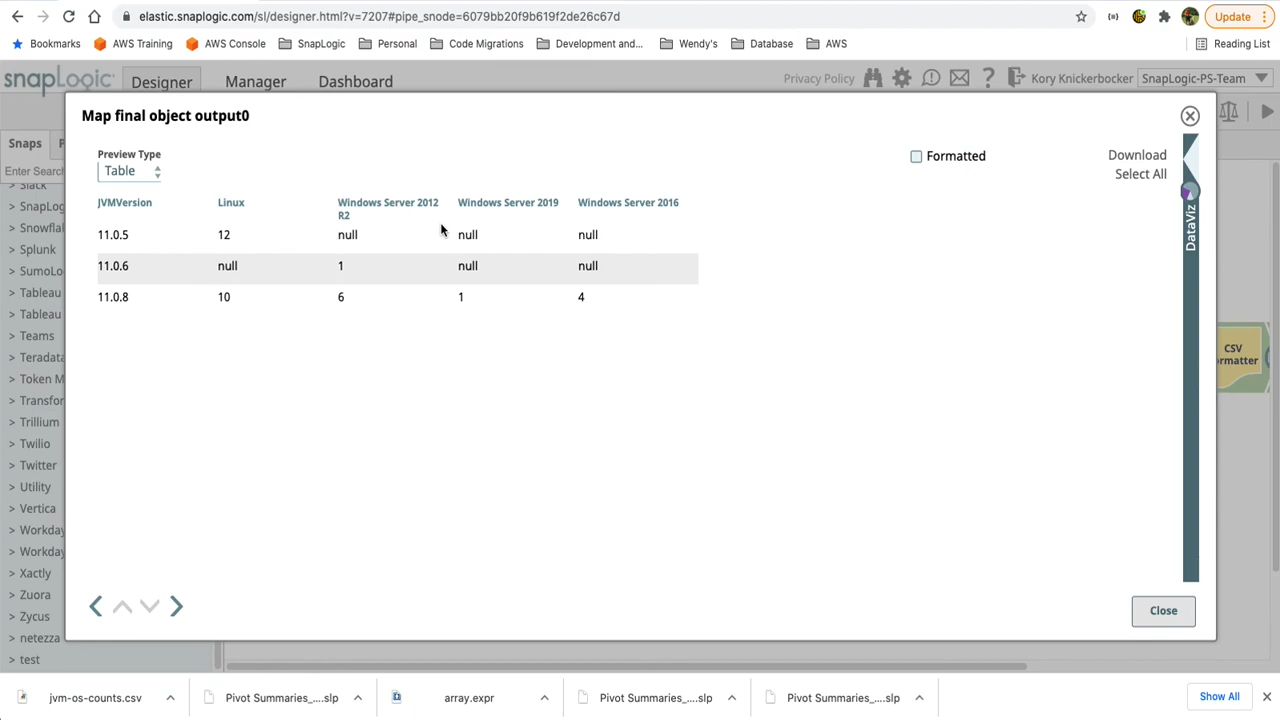 elastic.snaplogic.com/sl/designer.html?v=7207#pipe_snode=6079bb20f9b619f2de26c67d
Update
Bookmarks AWS Training AWS Console SnapLogic Personal Code Migrations Development and... Wendy's Database AWS Reading List
snapLogic Designer Manager Dashboard Privacy Policy Kory Knickerbocker SnapLogic-PS-Team
Map final object output0
Snaps P
Enter Search
> Slack
> SnapLog
> Snowflak
> Splunk
> SumoLo
> Tableau
> Tableau
> Teams
> Teradata
> Token M
> Transfor
> Trillium
> Twilio
> Twitter
> Utility
> Vertica
> Workday
> Workday
> Xactly
> Zuora
> Zycus
> netezza
> test
Preview Type
Table
Formatted
Download
Select All
JVMVersion Linux Windows Server 2012 R2 Windows Server 2019 Windows Server 2016
11.0.5 12 null null null
11.0.6 null 1 null null
11.0.8 10 6 1 4
DataViz
CSV
rmatter
Close
jvm-os-counts.csv Pivot Summaries_....slp array.expr Pivot Summaries_....slp Pivot Summaries_....slp Show All